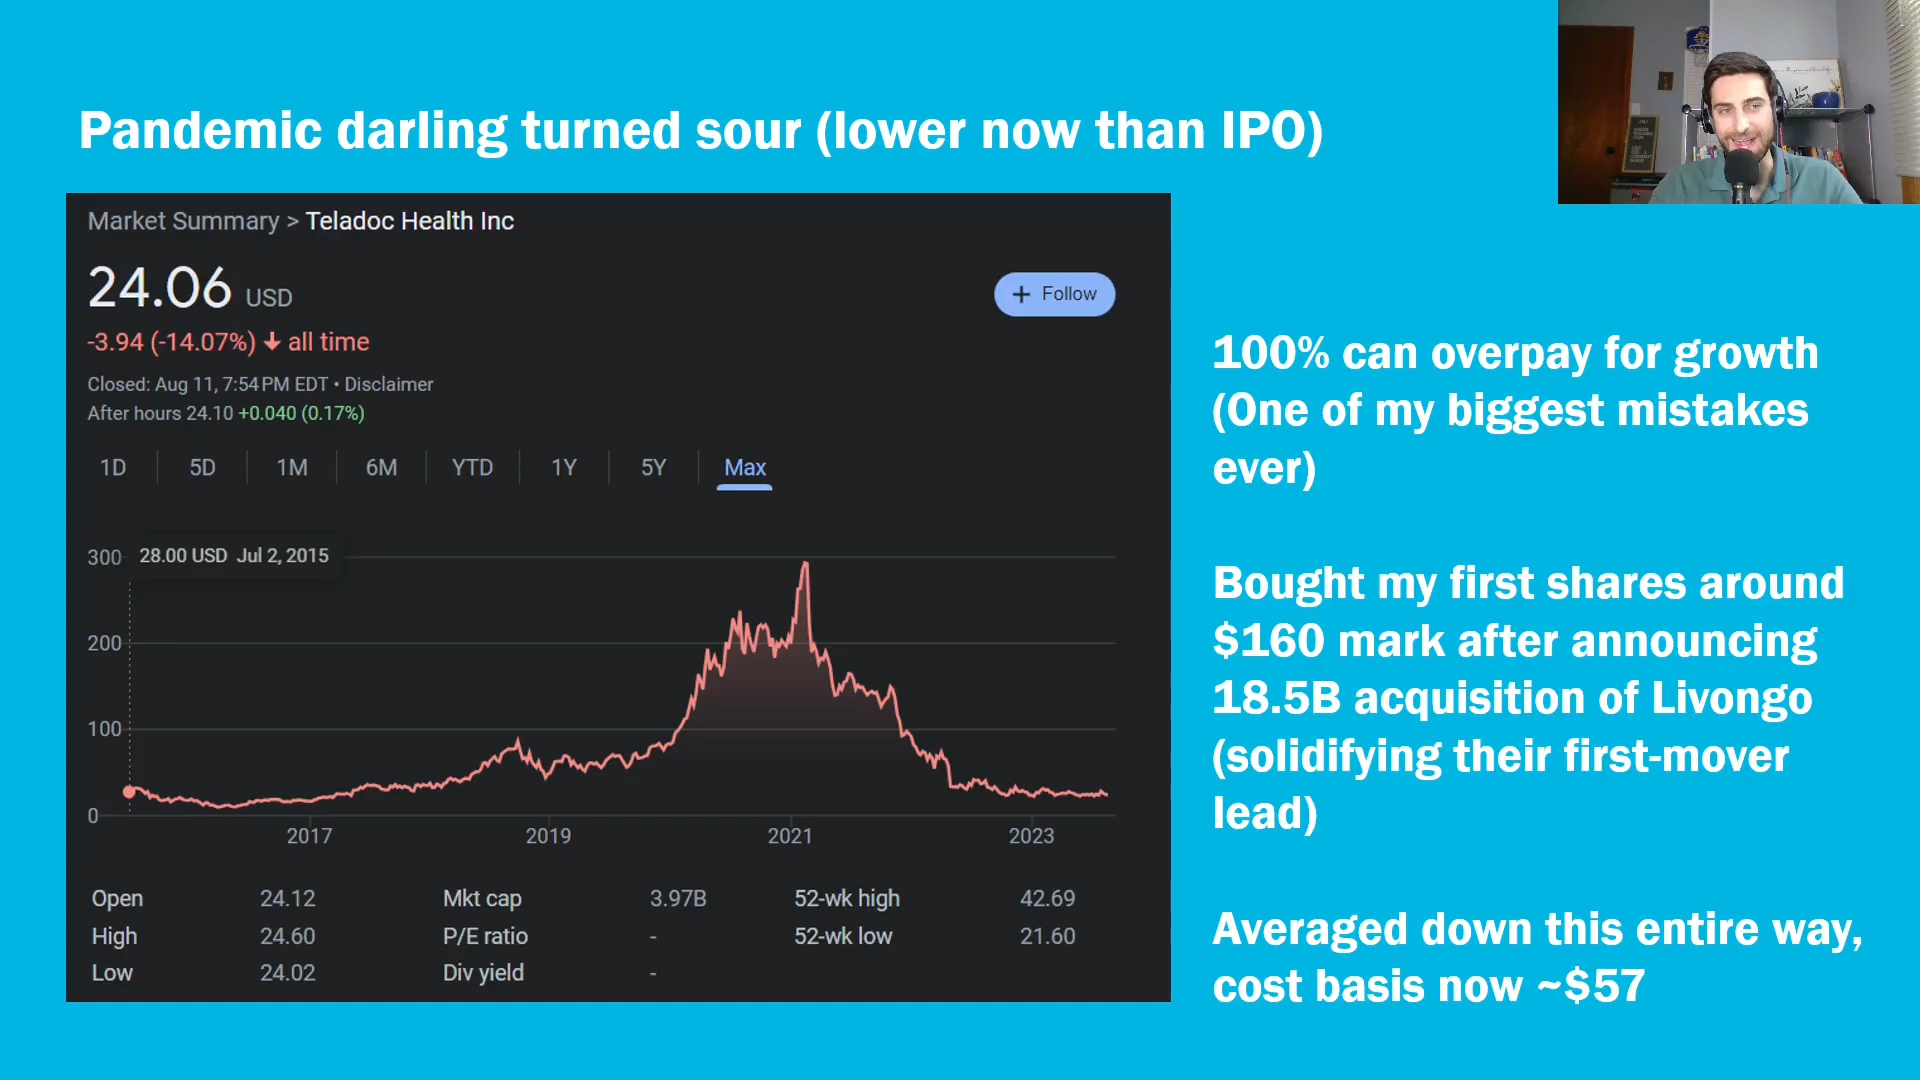 Pandemic darling turned sour (lower now than IPO)
Market Summary > Teladoc Health Inc
24.06 USD
+ Follow
-3.94 (-14.07%) ↓ all time
Closed: Aug 11, 7:54 PM EDT • Disclaimer
After hours 24.10 +0.040 (0.17%)
1D 5D 1M 6M YTD 1Y 5Y Max
28.00 USD Jul 2, 2015
300
200
100
0
2017 2019 2021 2023
Open 24.12 Mkt cap 3.97B 52-wk high 42.69
High 24.60 P/E ratio - 52-wk low 21.60
Low 24.02 Div yield -
100% can overpay for growth
(One of my biggest mistakes
ever)
Bought my first shares around
$160 mark after announcing
18.5B acquisition of Livongo
(solidifying their first-mover
lead)
Averaged down this entire way,
cost basis now ~$57